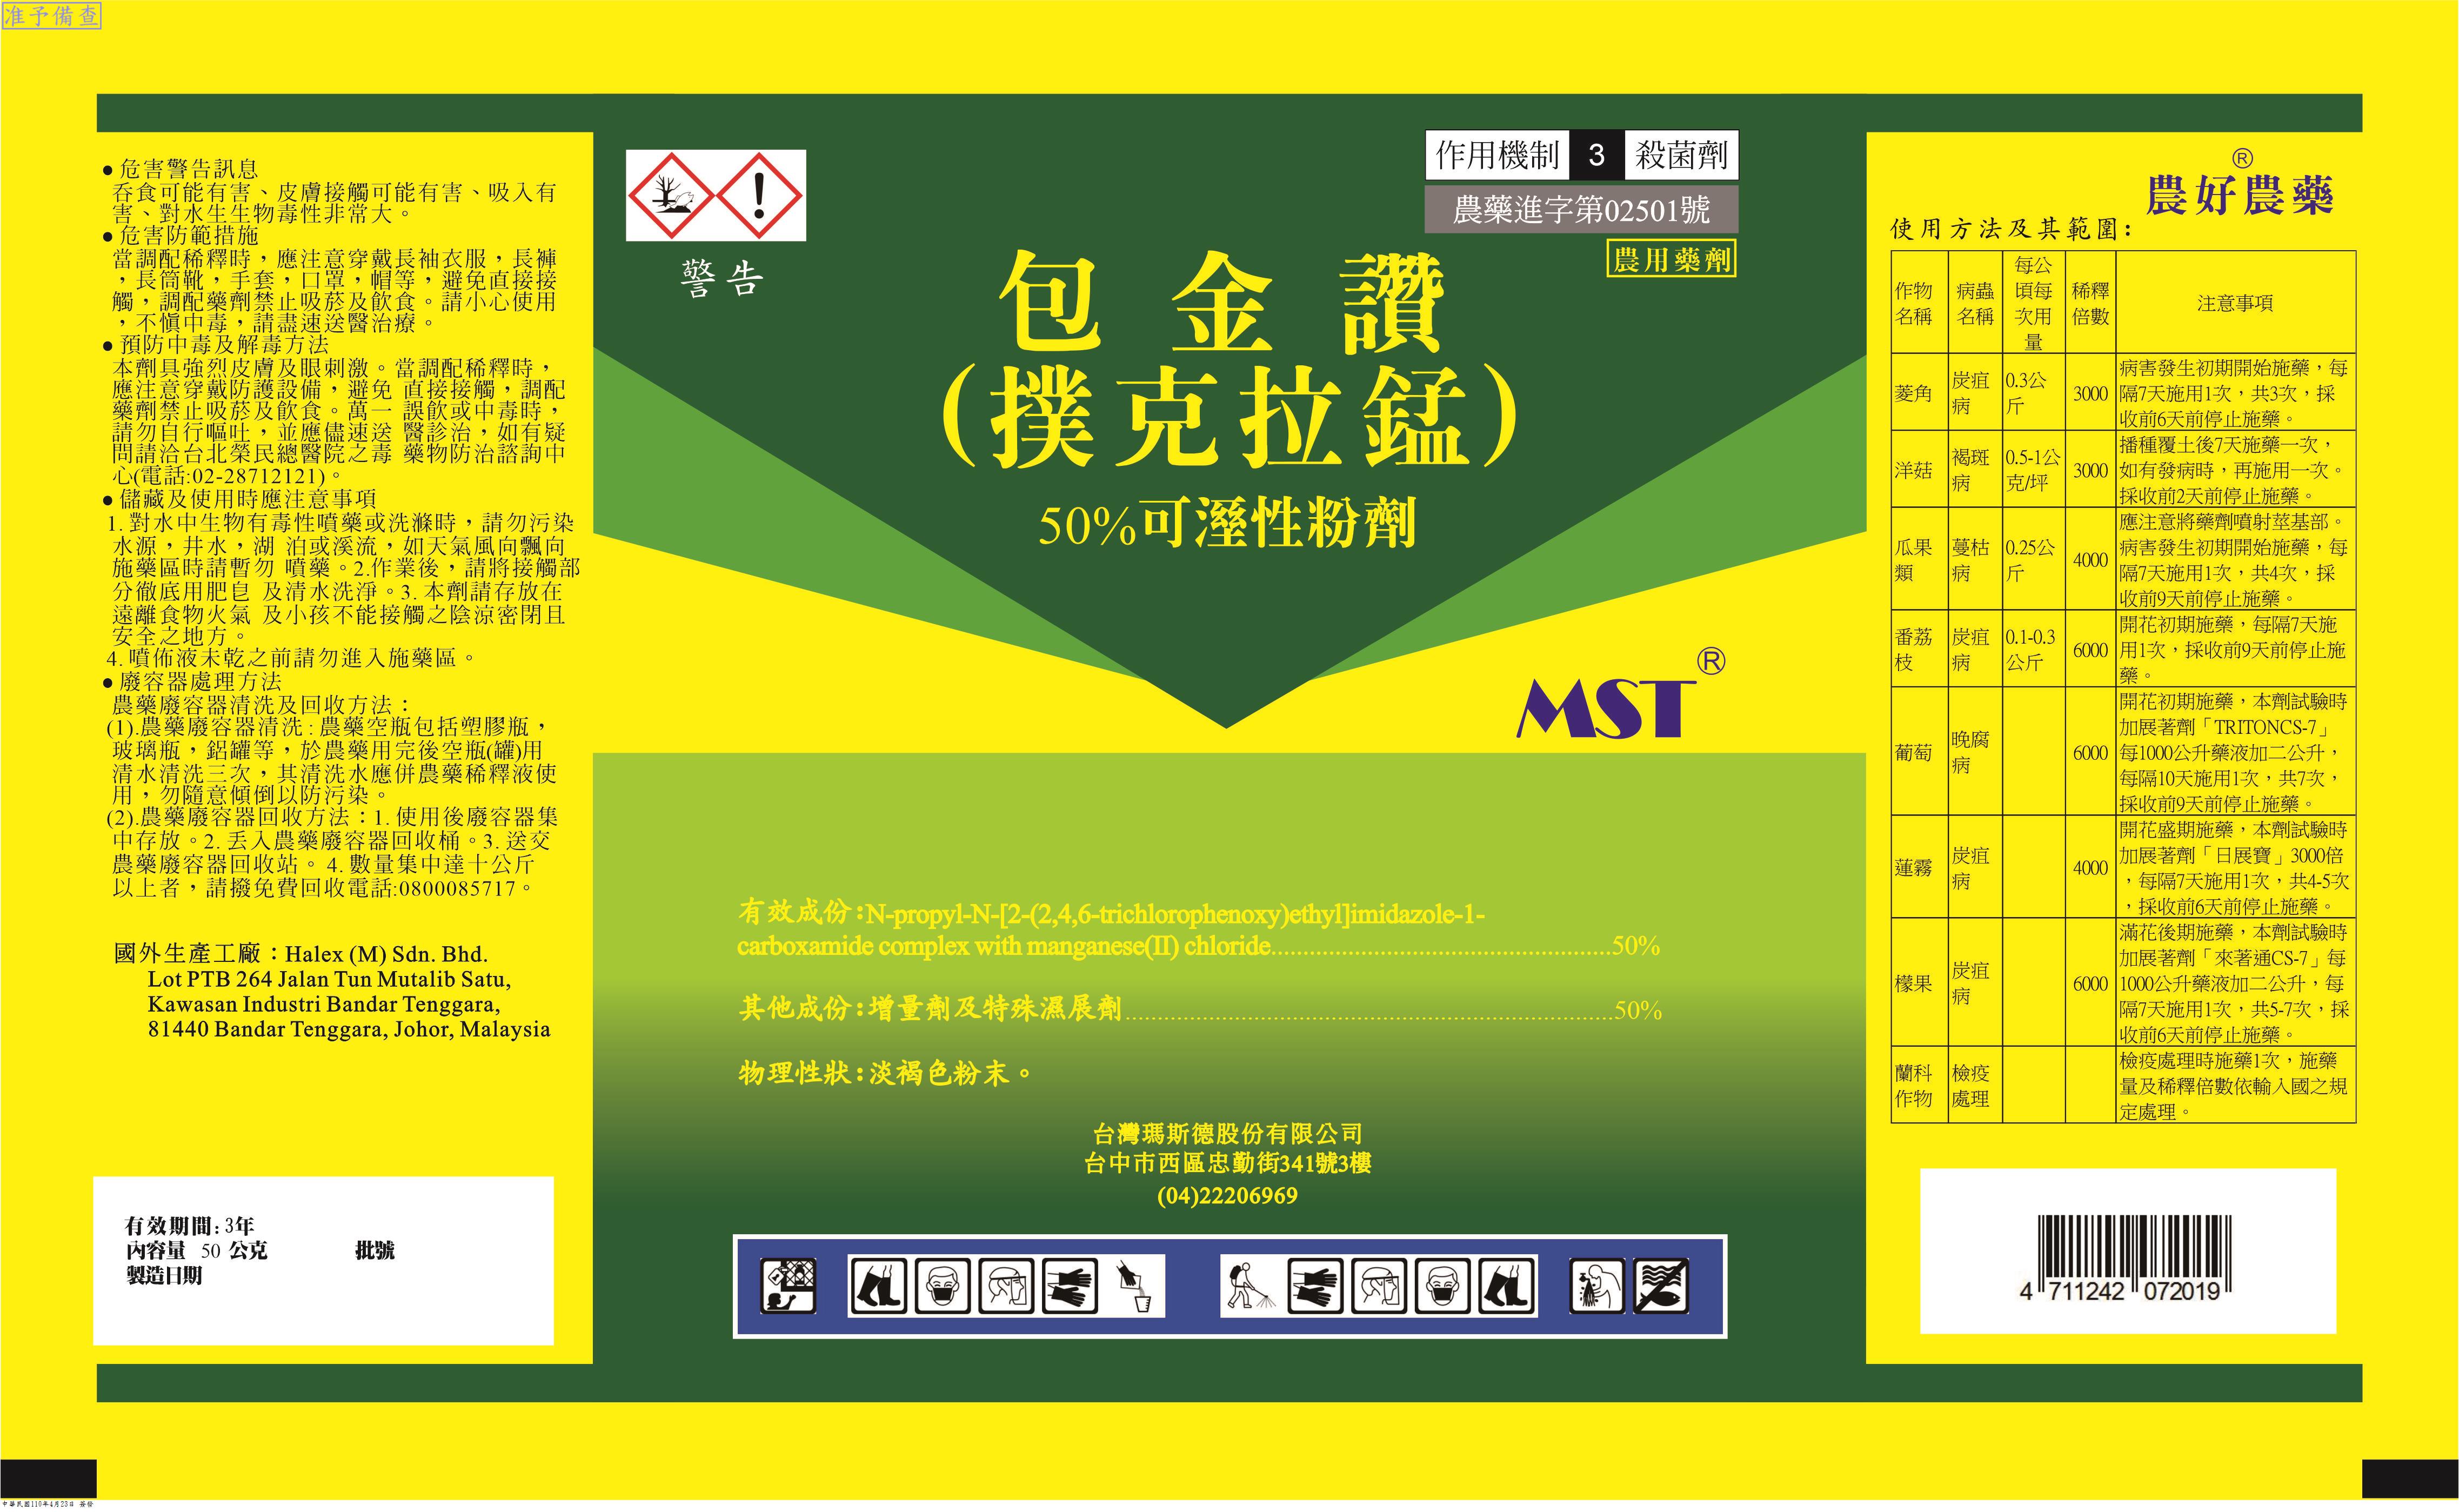 准予備查
● 危害警告訊息
吞食可能有害、皮膚接觸可能有害、吸入有
害、對水生生物毒性非常大。
● 危害防範措施
當調配稀釋時，應注意穿戴長袖衣服，長褲
，長筒靴，手套，口罩，帽等，避免直接接
觸，調配藥劑禁止吸菸及飲食。請小心使用
，不慎中毒，請盡速送醫治療。
● 預防中毒及解毒方法
本劑具強烈皮膚及眼刺激。當調配稀釋時，
應注意穿戴防護設備，避免 直接接觸，調配
藥劑禁止吸菸及飲食。萬一 誤飲或中毒時，
請勿自行嘔吐，並應儘速送 醫診治，如有疑
問請洽台北榮民總醫院之毒 藥物防治諮詢中
心(電話:02-28712121)。
● 儲藏及使用時應注意事項
1. 對水中生物有毒性噴藥或洗滌時，請勿污染
水源，井水，湖 泊或溪流，如天氣風向飄向
施藥區時請暫勿 噴藥。2.作業後，請將接觸部
分徹底用肥皂 及清水洗淨。3. 本劑請存放在
遠離食物火氣 及小孩不能接觸之陰涼密閉且
安全之地方。
4. 噴佈液未乾之前請勿進入施藥區。
● 廢容器處理方法
農藥廢容器清洗及回收方法：
(1).農藥廢容器清洗 : 農藥空瓶包括塑膠瓶，
玻璃瓶，鋁罐等，於農藥用完後空瓶(罐)用
清水清洗三次，其清洗水應併農藥稀釋液使
用，勿隨意傾倒以防污染。
(2).農藥廢容器回收方法：1. 使用後廢容器集
中存放。2. 丟入農藥廢容器回收桶。3. 送交
農藥廢容器回收站。 4. 數量集中達十公斤
以上者，請撥免費回收電話:0800085717。
國外生產工廠：Halex (M) Sdn. Bhd.
Lot PTB 264 Jalan Tun Mutalib Satu,
Kawasan Industri Bandar Tenggara,
81440 Bandar Tenggara, Johor, Malaysia
有效期間: 3年
內容量 50 公克 批號
製造日期
警告
作用機制 3 殺菌劑
農藥進字第02501號
農用藥劑
包金讚
(撲克拉錳)
50%可溼性粉劑
MST®
有效成份:N-propyl-N-[2-(2,4,6-trichlorophenoxy)ethyl]imidazole-1-
carboxamide complex with manganese(II) chloride.....................................................50%
其他成份:增量劑及特殊濕展劑............................................................................50%
物理性狀:淡褐色粉末。
台灣瑪斯德股份有限公司
台中市西區忠勤街341號3樓
(04)22206969
®
農好農藥
使用方法及其範圍:
作物名稱 病蟲名稱 每公頃每次用量 稀釋倍數 注意事項
菱角 炭疽病 0.3公斤 3000 病害發生初期開始施藥，每
隔7天施用1次，共3次，採
收前6天前停止施藥。
洋菇 褐斑病 0.5-1公克/坪 3000 播種覆土後7天施藥一次，
如有發病時，再施用一次。
採收前2天前停止施藥。
瓜果類 蔓枯病 0.25公斤 4000 應注意將藥劑噴射莖基部。
病害發生初期開始施藥，每
隔7天施用1次，共4次，採
收前9天前停止施藥。
番荔枝 炭疽病 0.1-0.3公斤 6000 開花初期施藥，每隔7天施
用1次，採收前9天前停止施
藥。
葡萄 晚腐病 6000 開花初期施藥，本劑試驗時
加展著劑「TRITONCS-7」
每1000公升藥液加二公升，
每隔10天施用1次，共7次，
採收前9天前停止施藥。
蓮霧 炭疽病 4000 開花盛期施藥，本劑試驗時
加展著劑「日展寶」3000倍
，每隔7天施用1次，共4-5次
，採收前6天前停止施藥。
檬果 炭疽病 6000 滿花後期施藥，本劑試驗時
加展著劑「來著通CS-7」每
1000公升藥液加二公升，每
隔7天施用1次，共5-7次，採
收前6天前停止施藥。
蘭科作物 檢疫處理 檢疫處理時施藥1次，施藥
量及稀釋倍數依輸入國之規
定處理。
4 711242 072019
中華民國110年4月23日 簽發